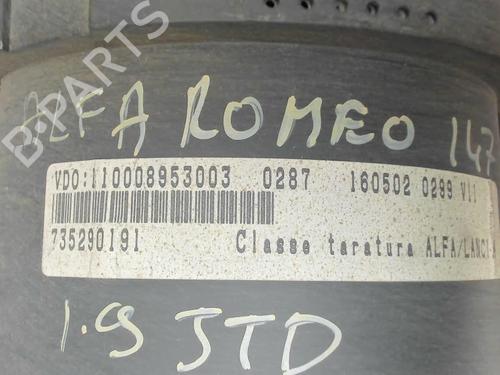 B-PARTS
ALFA ROMEO 147
VDO:110008953003 0287 160502 0299 V11
735290191 Classe taratura ALFA/LANCIA
1.9 JTD